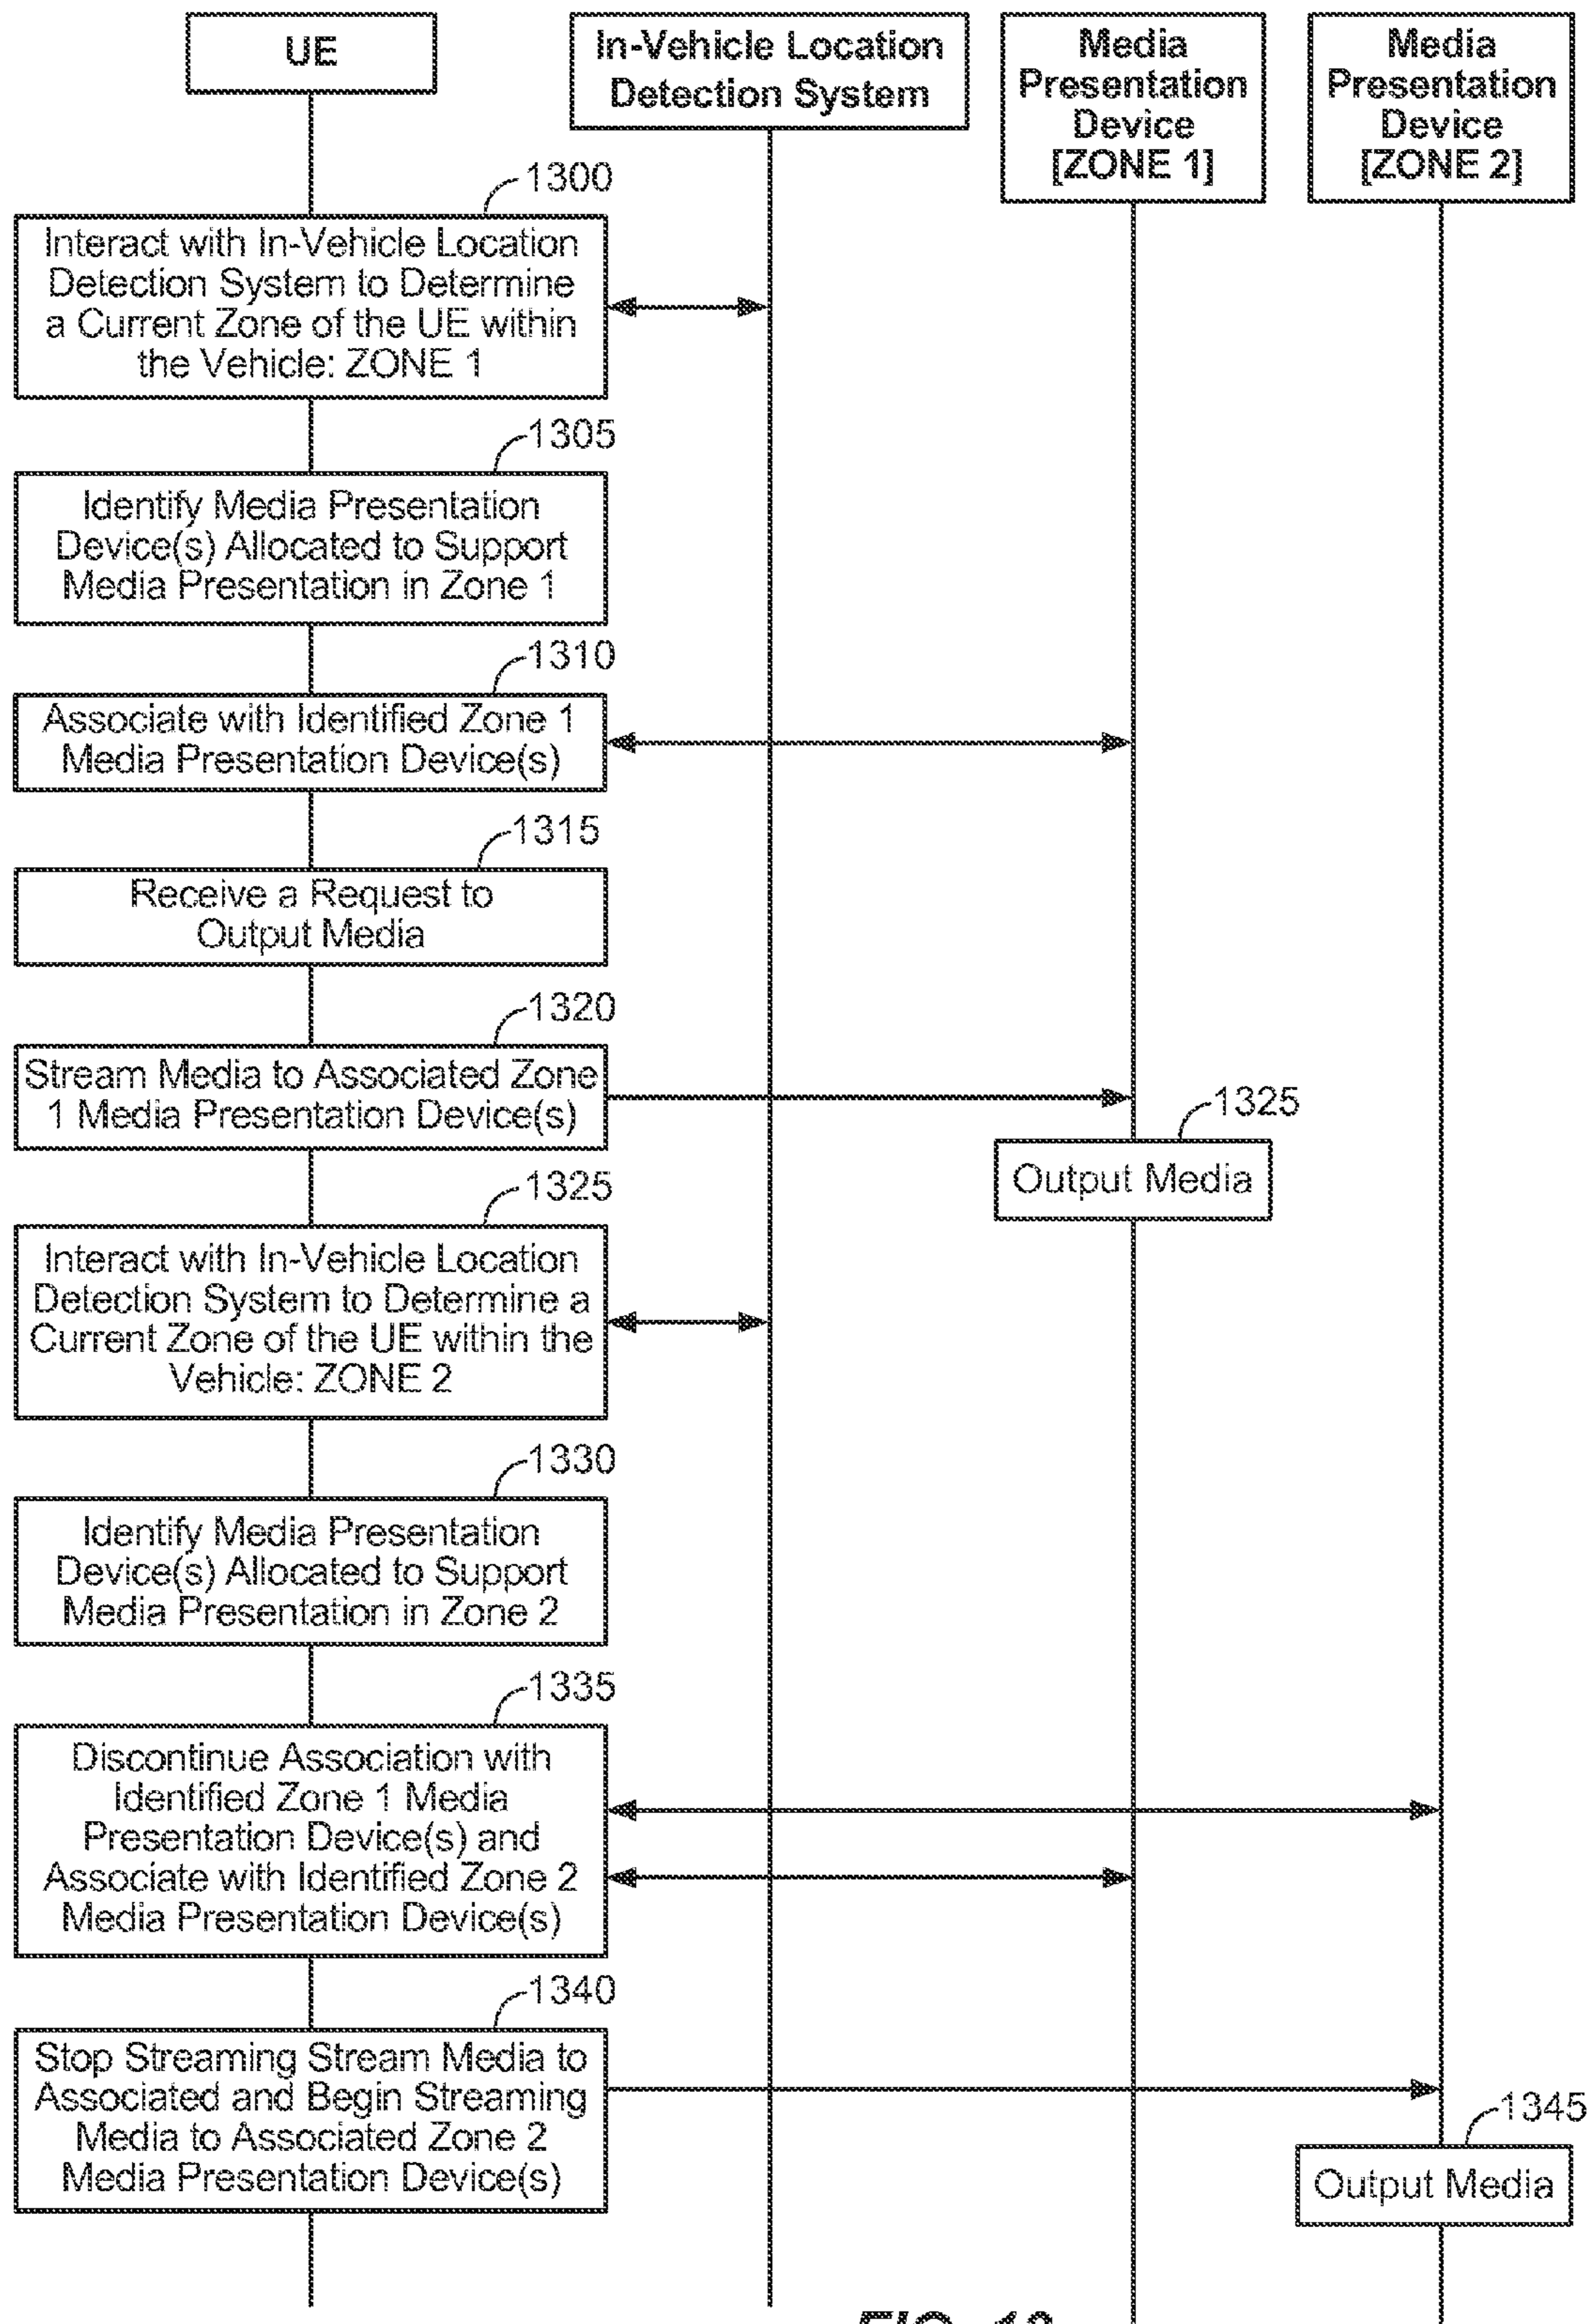 UE
In-Vehicle Location
Detection System
Media
Presentation
Device
[ZONE 1]
Media
Presentation
Device
[ZONE 2]
1300
Interact with In-Vehicle Location
Detection System to Determine
a Current Zone of the UE within
the Vehicle: ZONE 1
1305
Identify Media Presentation
Device(s) Allocated to Support
Media Presentation in Zone 1
1310
Associate with Identified Zone 1
Media Presentation Device(s)
1315
Receive a Request to
Output Media
1320
Stream Media to Associated Zone
1 Media Presentation Device(s)
1325
Output Media
1325
Interact with In-Vehicle Location
Detection System to Determine a
Current Zone of the UE within the
Vehicle: ZONE 2
1330
Identify Media Presentation
Device(s) Allocated to Support
Media Presentation in Zone 2
1335
Discontinue Association with
Identified Zone 1 Media
Presentation Device(s) and
Associate with Identified Zone 2
Media Presentation Device(s)
1340
Stop Streaming Stream Media to
Associated and Begin Streaming
Media to Associated Zone 2
Media Presentation Device(s)
1345
Output Media